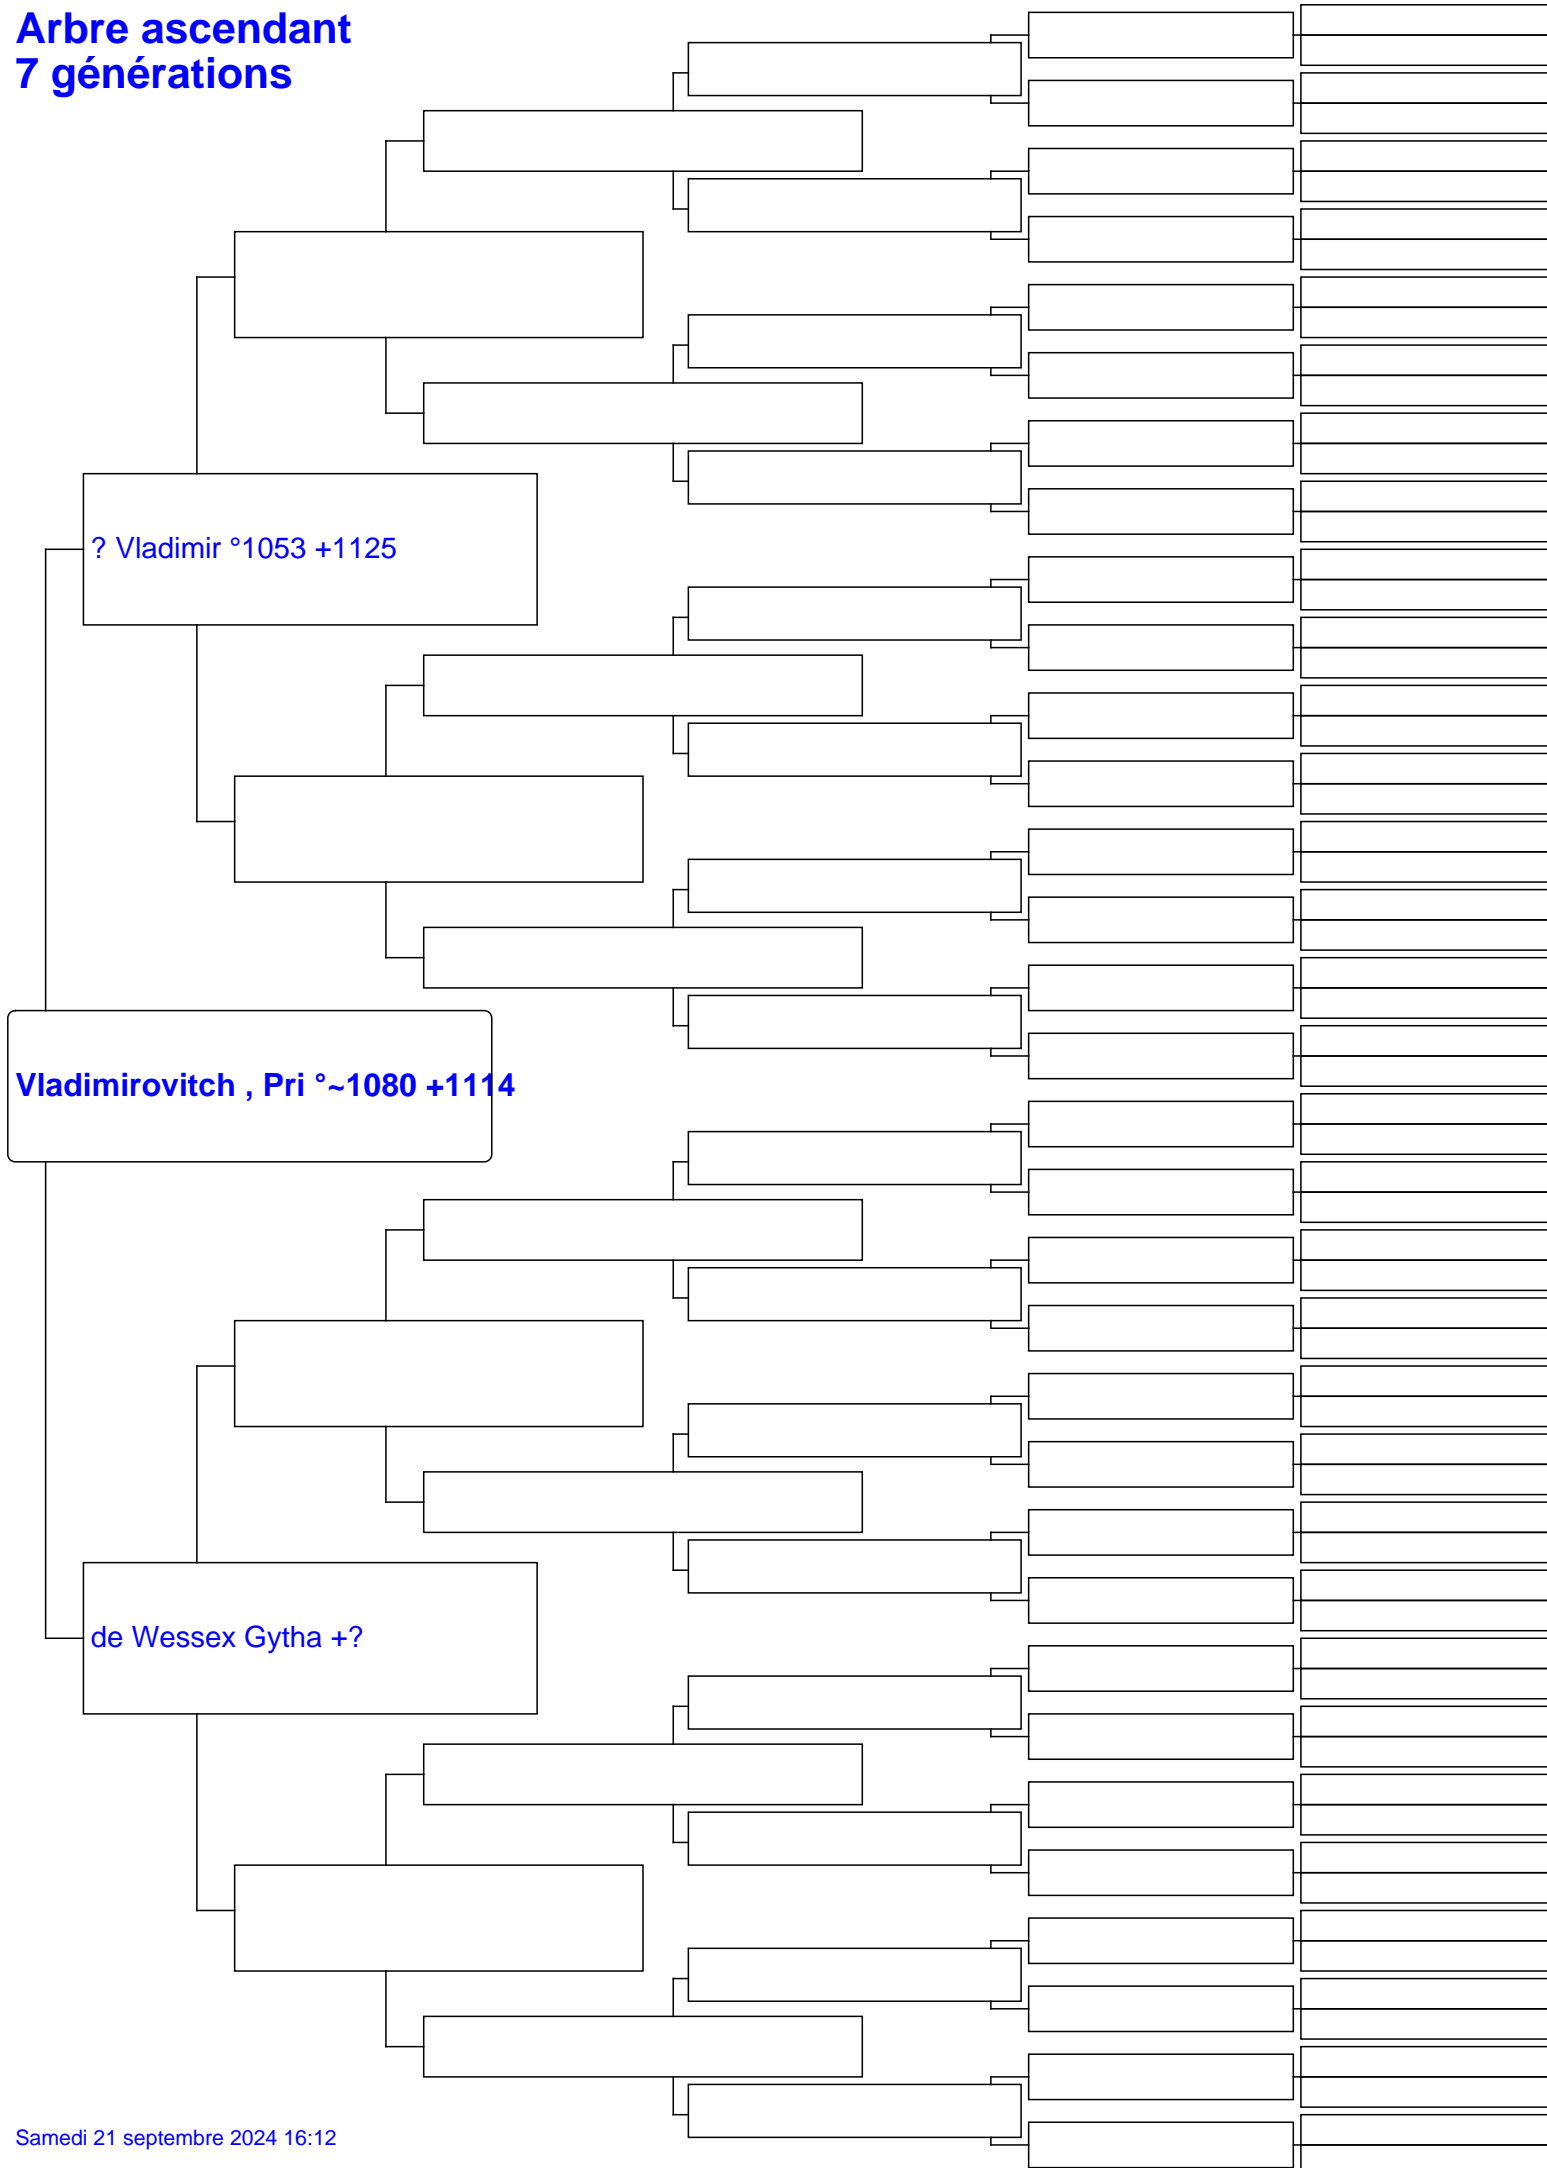 Arbre ascendant
7 générations
? Vladimir °1053 +1125
Vladimirovitch , Pri °~1080 +1114
de Wessex Gytha +?
Samedi 21 septembre 2024 16:12